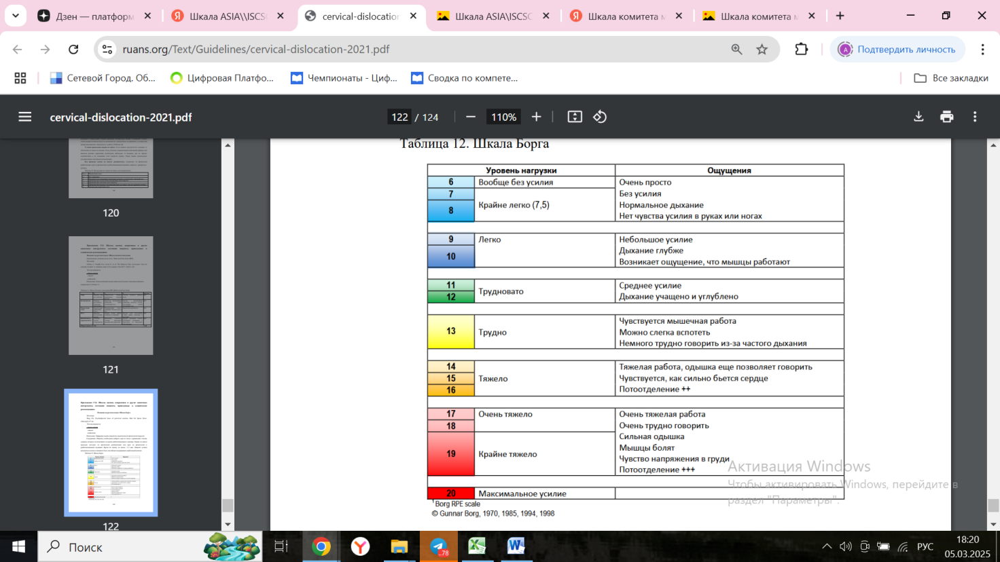 Дзен — платформ
Шкала ASIA\\ISCS
cervical-dislocation
Шкала ASIA\ISCSC
Шкала комитета м
Шкала комитета м
ruans.org/Text/Guidelines/cervical-dislocation-2021.pdf
А
Подтвердить личность
Сетевой Город. Об...
Цифровая Платфо...
Чемпионаты - Циф...
Сводка по компете...
Все закладки
cervical-dislocation-2021.pdf
122 / 124
110%
120
121
122
Таблица 12. Шкала Борга
Уровень нагрузки Ощущения
6 Вообще без усилия Очень просто
7 Без усилия
Крайне легко (7,5) Нормальное дыхание
8 Нет чувства усилия в руках или ногах
9 Легко Небольшое усилие
10 Дыхание глубже
Возникает ощущение, что мышцы работают
11 Среднее усилие
Трудновато
12 Дыхание учащено и углублено
Чувствуется мышечная работа
13 Трудно Можно слегка вспотеть
Немного трудно говорить из-за частого дыхания
14 Тяжелая работа, одышка еще позволяет говорить
15 Тяжело Чувствуется, как сильно бьется сердце
16 Потоотделение ++
17 Очень тяжело Очень тяжелая работа
18 Очень трудно говорить
Сильная одышка
19 Крайне тяжело Мышцы болят
Чувство напряжения в груди
Потоотделение +++
20 Максимальное усилие
1 Borg RPE scale
© Gunnar Borg, 1970, 1985, 1994, 1998
Активация Windows
Чтобы активировать Windows, перейдите в
раздел "Параметры".
Поиск
..78
РУС
18:20
05.03.2025